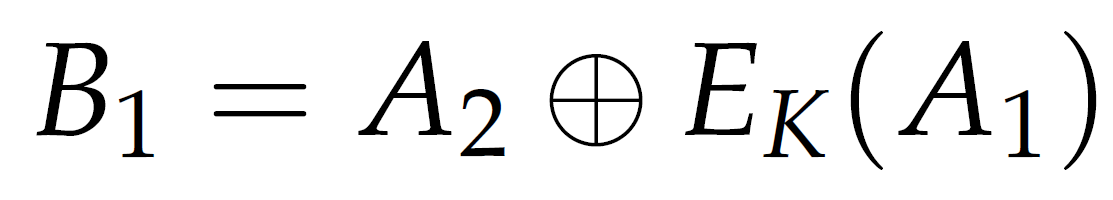 B₁ = A₂ ⊕ E_K(A₁)